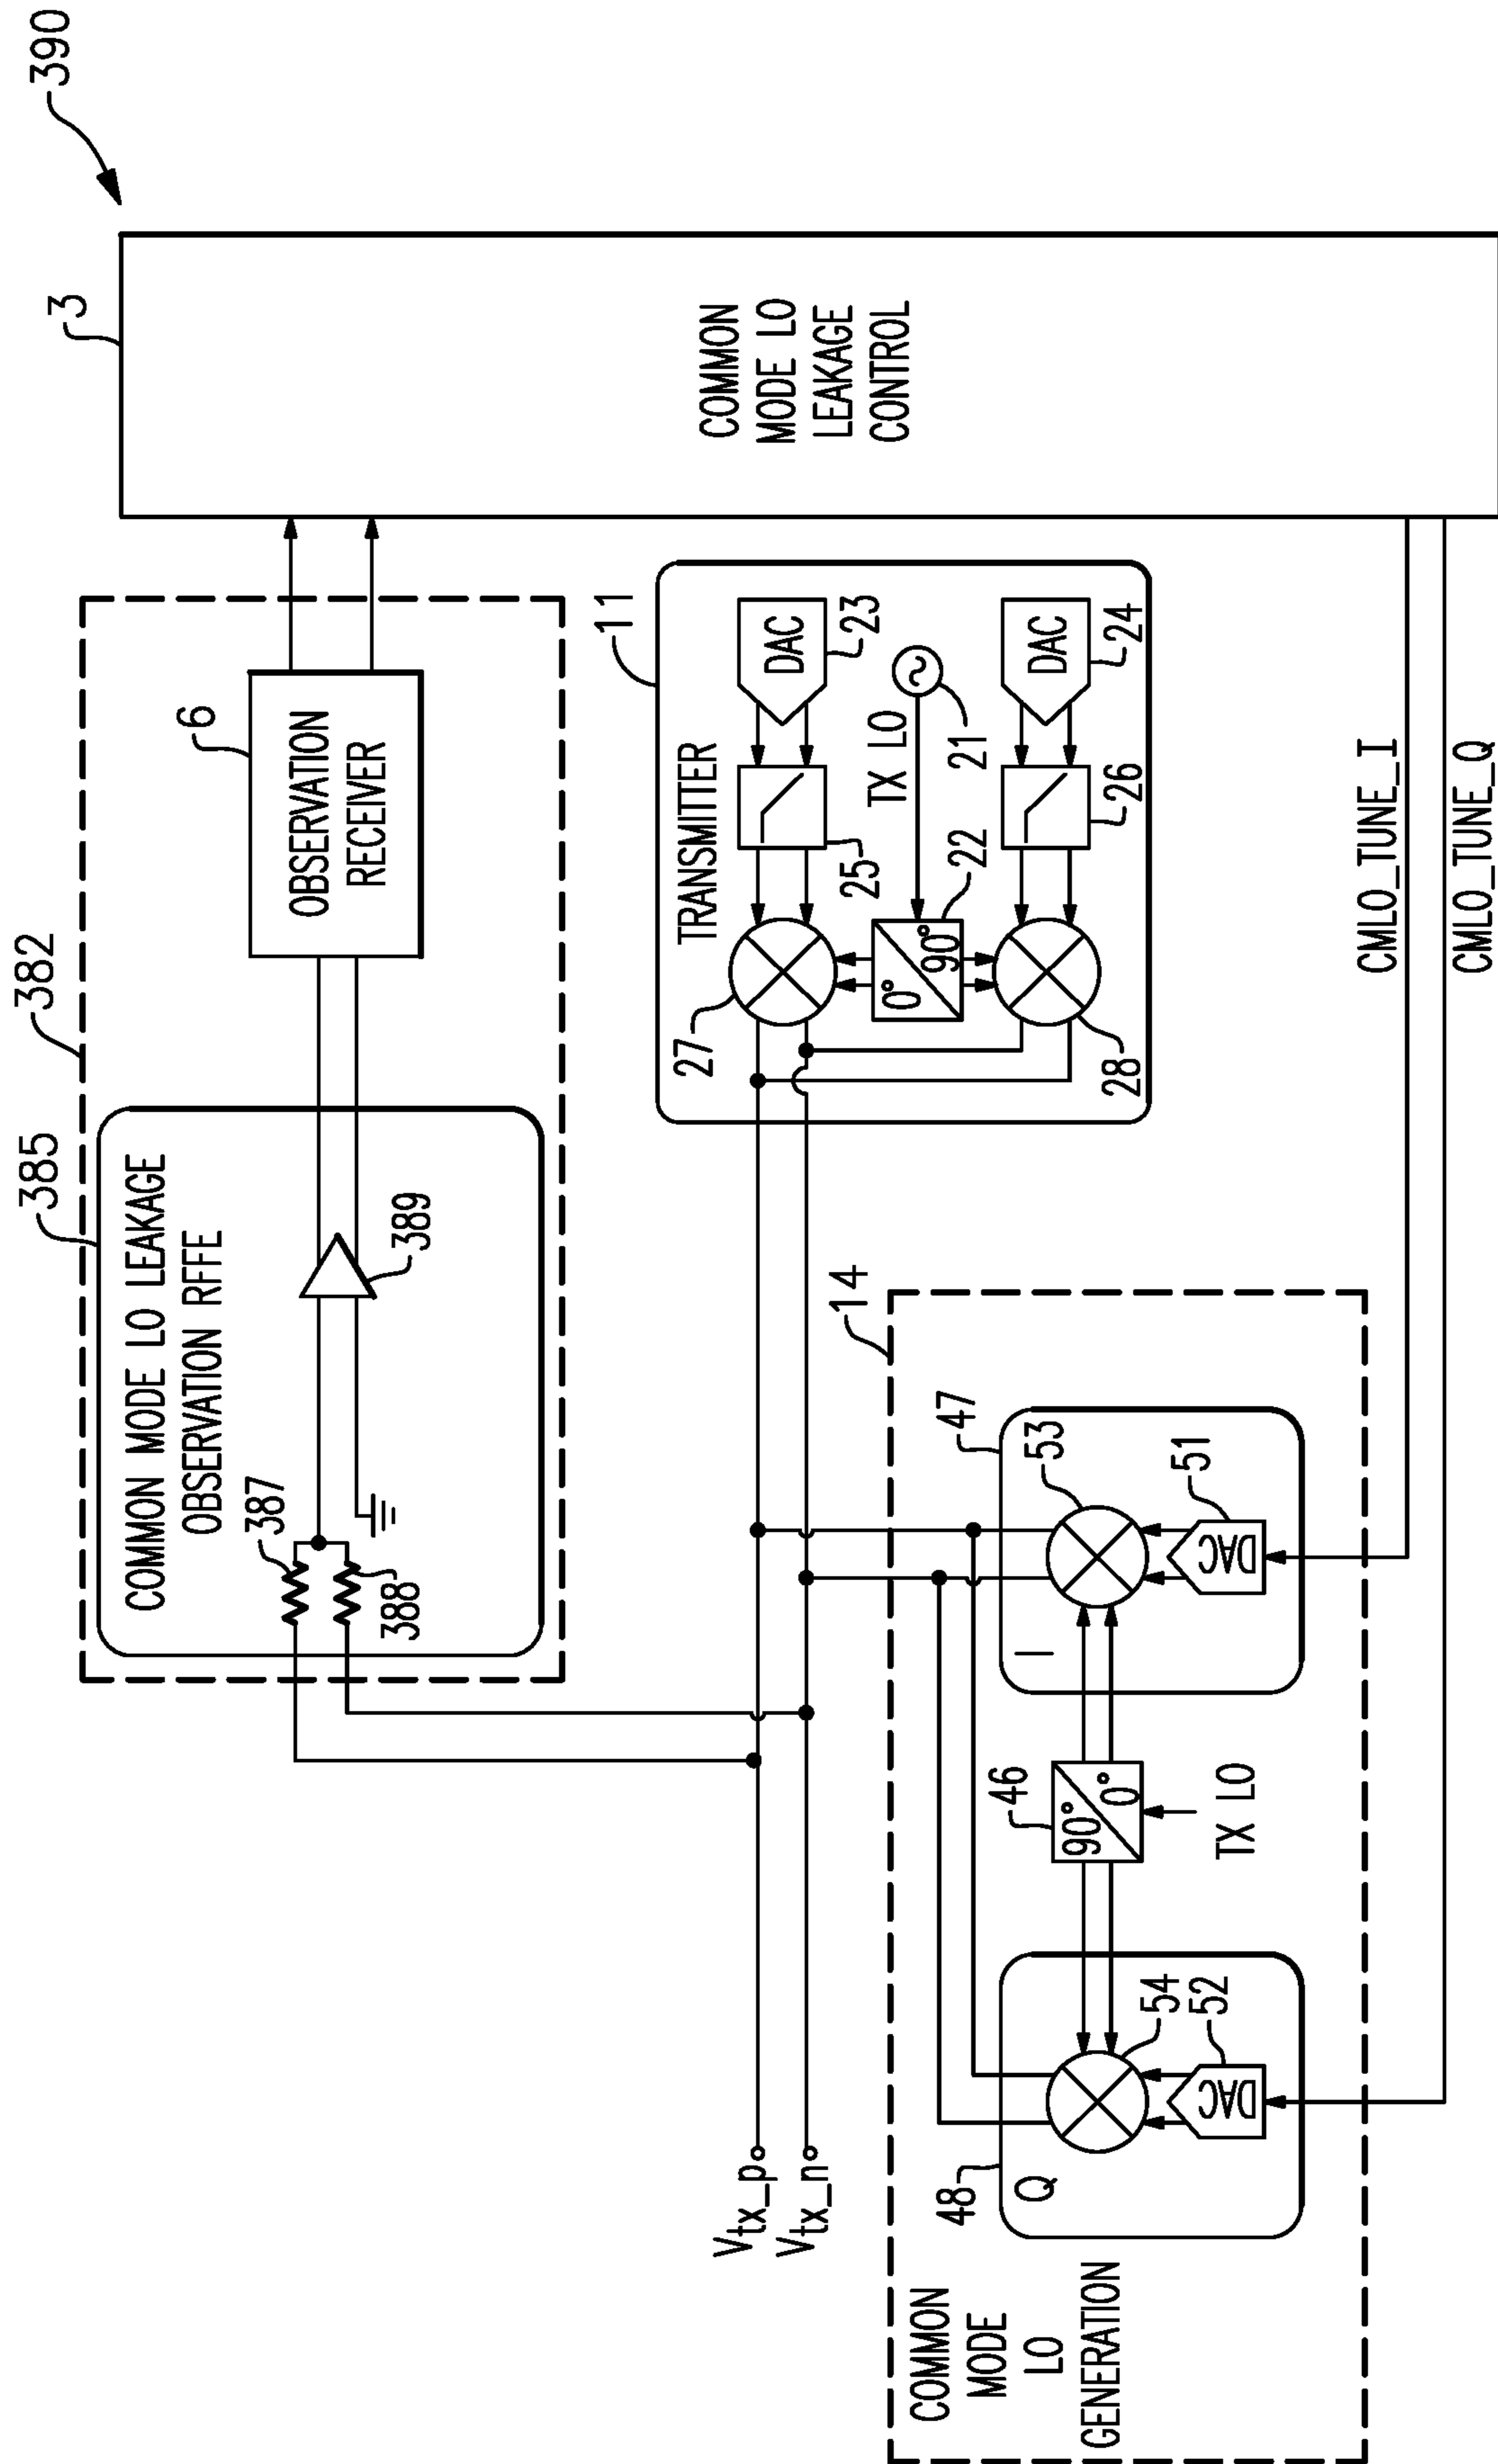 390
3
COMMON
MODE LO
LEAKAGE
CONTROL
382
385
COMMON MODE LO LEAKAGE
OBSERVATION RFFE
387
388
389
6
OBSERVATION
RECEIVER
11
TRANSMITTER
DAC
23
25
27
TX LO
21
22
0°
90°
DAC
24
26
28
Vtx_p
Vtx_n
14
COMMON
MODE
LO
GENERATION
48
Q
54
52
DAC
46
90°
0°
TX LO
47
I
53
51
DAC
CMLO_TUNE_I
CMLO_TUNE_Q